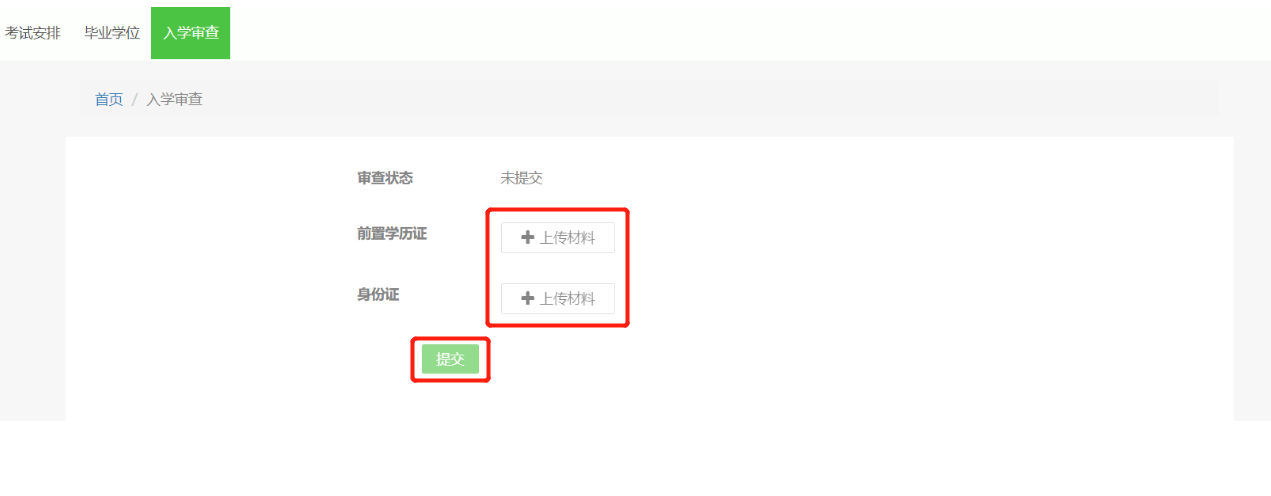 考试安排 毕业学位 入学审查
首页 / 入学审查
审查状态 未提交
前置学历证 上传材料
身份证 上传材料
提交